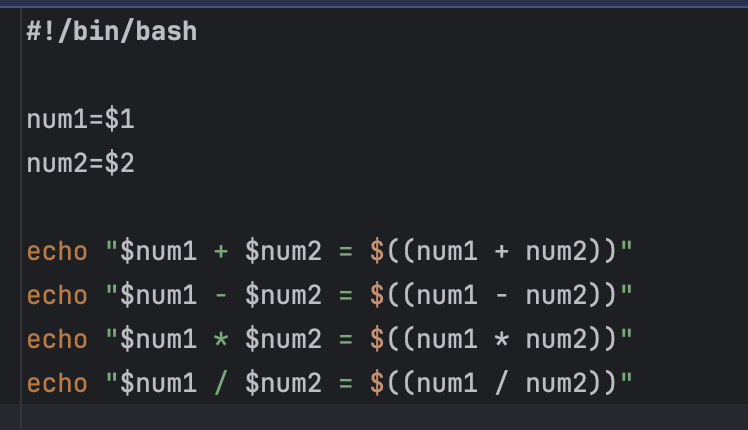 #!/bin/bash
num1=$1
num2=$2
echo "$num1 + $num2 = $((num1 + num2))"
echo "$num1 - $num2 = $((num1 - num2))"
echo "$num1 * $num2 = $((num1 * num2))"
echo "$num1 / $num2 = $((num1 / num2))"